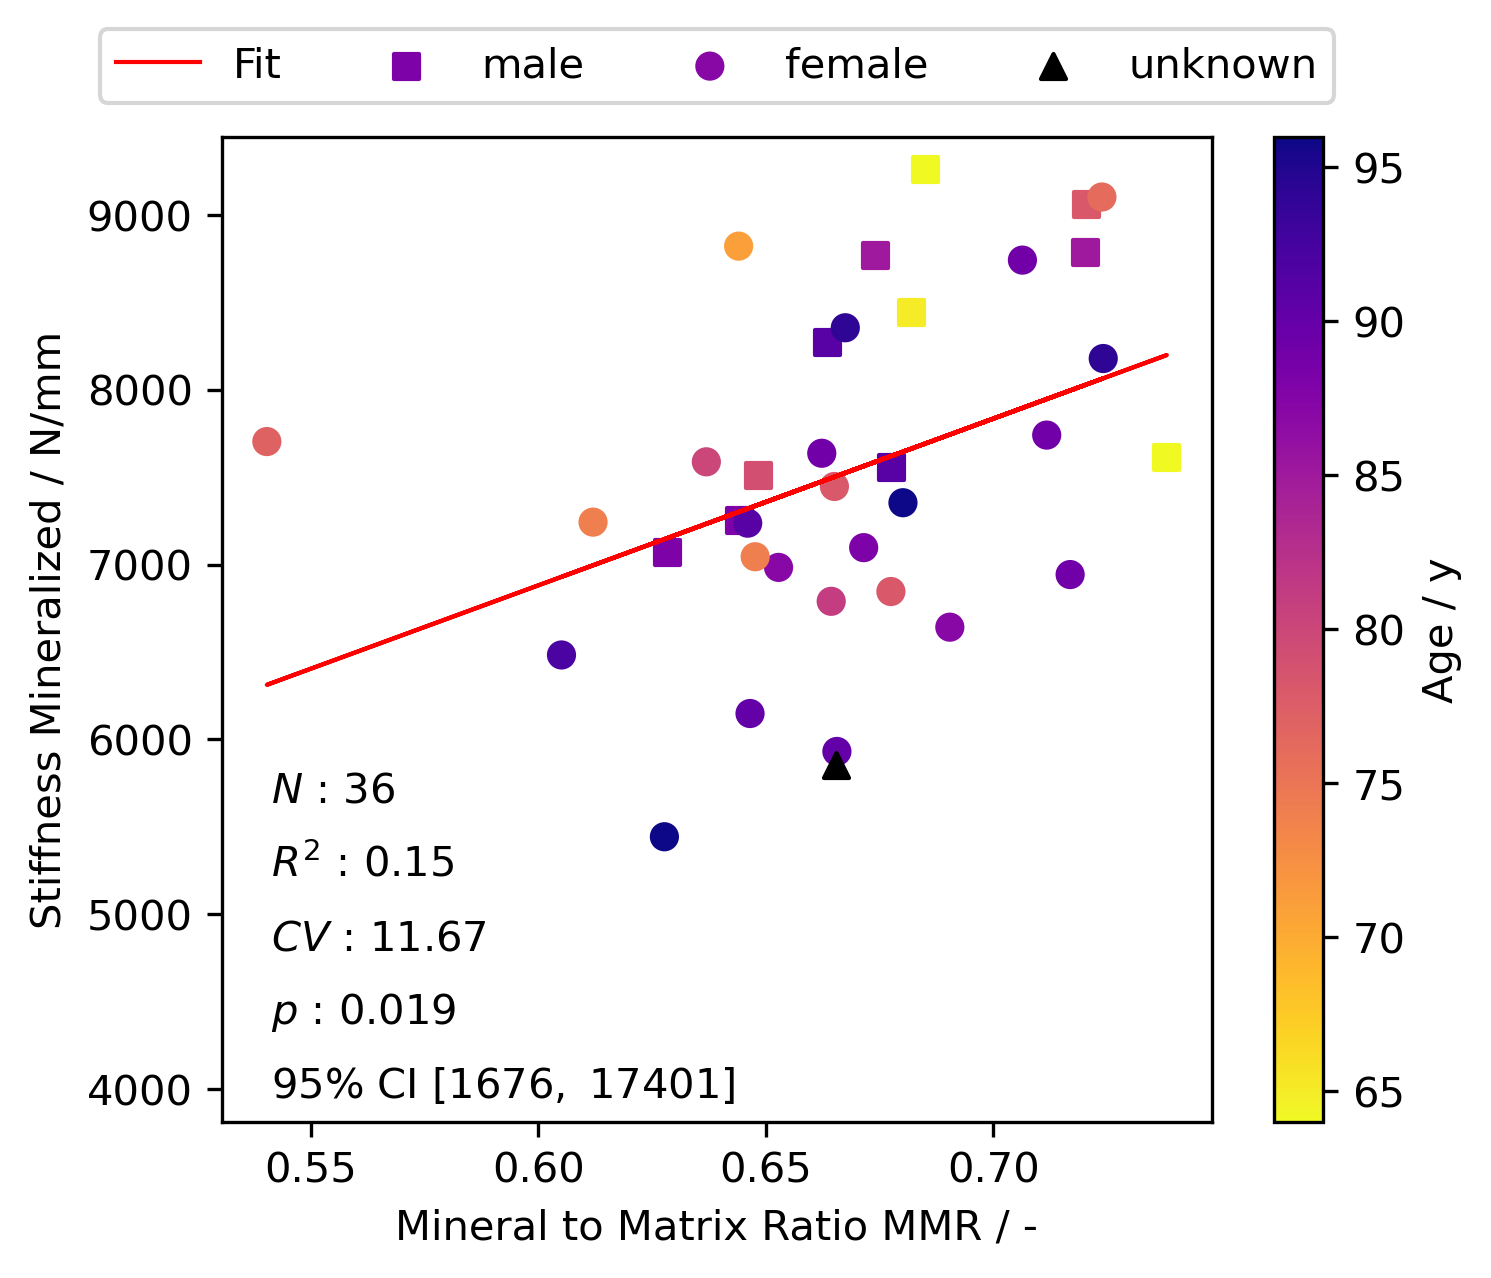 Fit male female unknown
9000
8000
7000
6000
5000
4000
Stiffness Mineralized / N/mm
N : 36
R² : 0.15
CV : 11.67
p : 0.019
95% CI [1676, 17401]
0.55 0.60 0.65 0.70
Mineral to Matrix Ratio MMR / -
95
90
85
80
75
70
65
Age / y